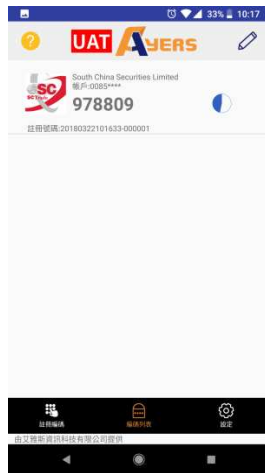 33% 10:17
?
UAT AYERS
SC
SC Trade
South China Securities Limited
帳戶:0085****
978809
註冊號碼:20180322101633-000001
註冊編碼
編碼列表
設定
由艾雅斯資訊科技有限公司提供